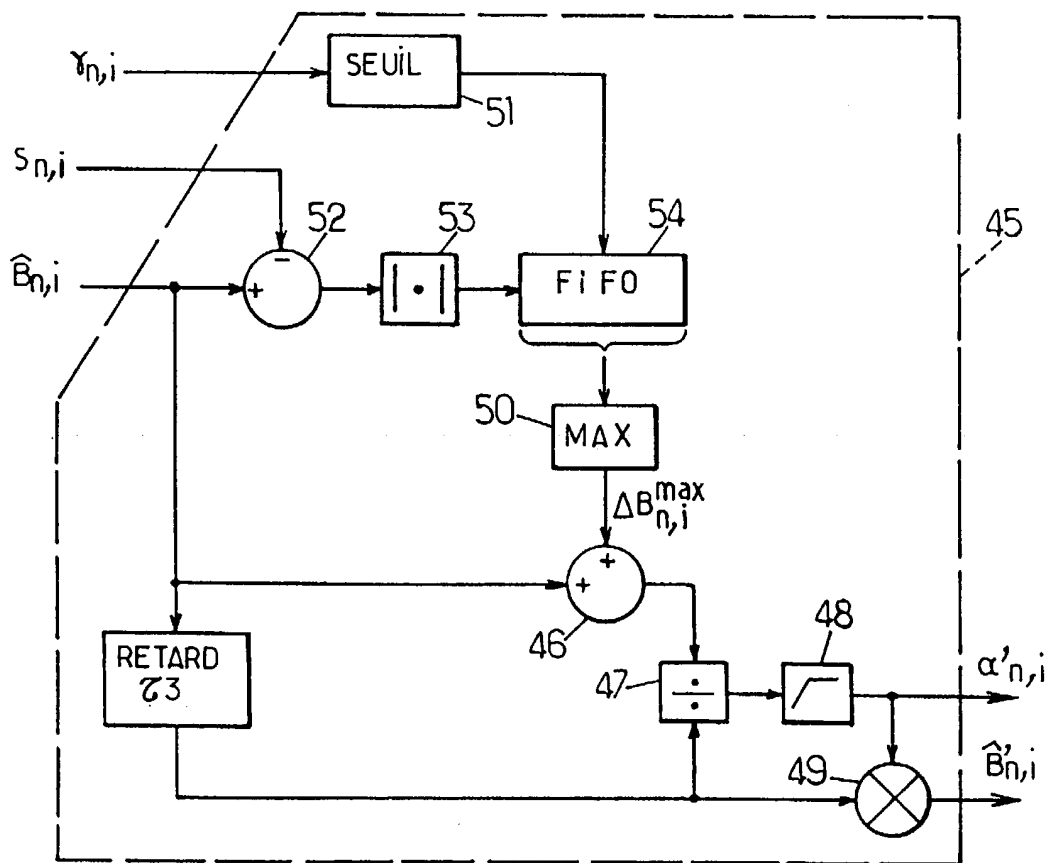 γn,i
SEUiL
51
Sn,i
52
53
54
45
B̂n,i
−
+
| • |
FiFO
50
MAX
ΔBmaxn,i
+
+
46
48
RETARD
τ3
47
α'n,i
49
B̂'n,i